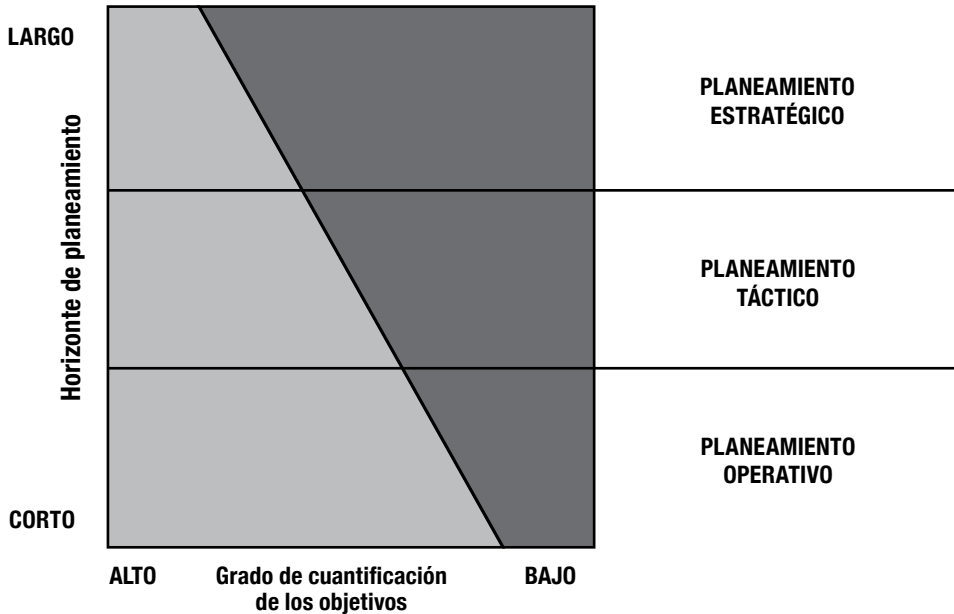 LARGO
PLANEAMIENTO
ESTRATÉGICO
Horizonte de planeamiento
PLANEAMIENTO
TÁCTICO
PLANEAMIENTO
OPERATIVO
CORTO
ALTO
Grado de cuantificación
de los objetivos
BAJO